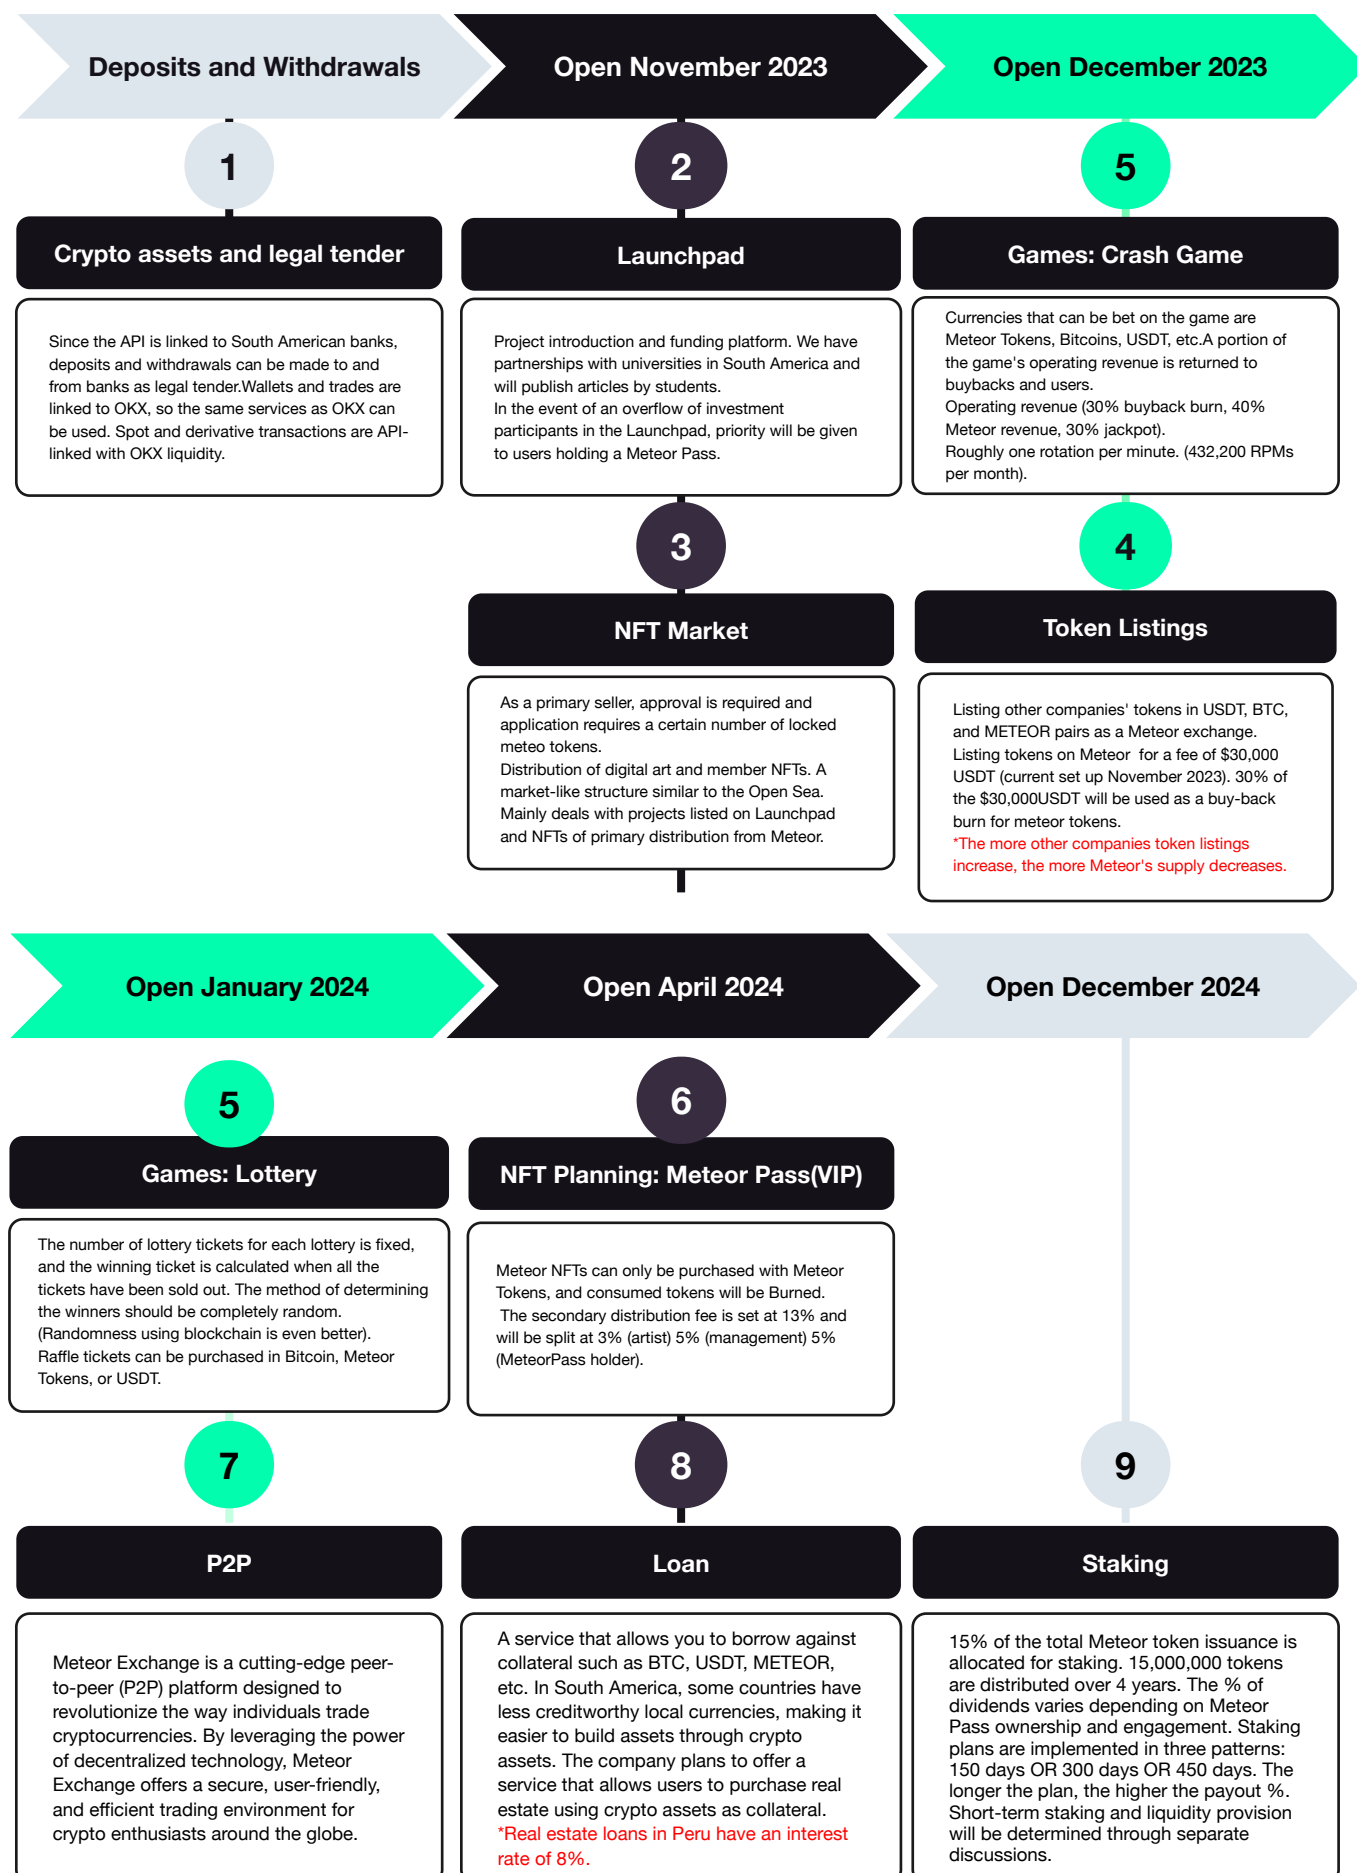 Deposits and Withdrawals
Open November 2023
Open December 2023
1
Crypto assets and legal tender
Since the API is linked to South American banks,
deposits and withdrawals can be made to and
from banks as legal tender.Wallets and trades are
linked to OKX, so the same services as OKX can
be used. Spot and derivative transactions are API-
linked with OKX liquidity.
2
Launchpad
Project introduction and funding platform. We have
partnerships with universities in South America and
will publish articles by students.
In the event of an overflow of investment
participants in the Launchpad, priority will be given
to users holding a Meteor Pass.
3
NFT Market
As a primary seller, approval is required and
application requires a certain number of locked
meteo tokens.
Distribution of digital art and member NFTs. A
market-like structure similar to the Open Sea.
Mainly deals with projects listed on Launchpad
and NFTs of primary distribution from Meteor.
5
Games: Crash Game
Currencies that can be bet on the game are
Meteor Tokens, Bitcoins, USDT, etc.A portion of
the game's operating revenue is returned to
buybacks and users.
Operating revenue (30% buyback burn, 40%
Meteor revenue, 30% jackpot).
Roughly one rotation per minute. (432,200 RPMs
per month).
4
Token Listings
Listing other companies' tokens in USDT, BTC,
and METEOR pairs as a Meteor exchange.
Listing tokens on Meteor for a fee of $30,000
USDT (current set up November 2023). 30% of
the $30,000USDT will be used as a buy-back
burn for meteor tokens.
*The more other companies token listings
increase, the more Meteor's supply decreases.
Open January 2024
Open April 2024
Open December 2024
5
Games: Lottery
The number of lottery tickets for each lottery is fixed,
and the winning ticket is calculated when all the
tickets have been sold out. The method of determining
the winners should be completely random.
(Randomness using blockchain is even better).
Raffle tickets can be purchased in Bitcoin, Meteor
Tokens, or USDT.
7
P2P
Meteor Exchange is a cutting-edge peer-
to-peer (P2P) platform designed to
revolutionize the way individuals trade
cryptocurrencies. By leveraging the power
of decentralized technology, Meteor
Exchange offers a secure, user-friendly,
and efficient trading environment for
crypto enthusiasts around the globe.
6
NFT Planning: Meteor Pass(VIP)
Meteor NFTs can only be purchased with Meteor
Tokens, and consumed tokens will be Burned.
The secondary distribution fee is set at 13% and
will be split at 3% (artist) 5% (management) 5%
(MeteorPass holder).
8
Loan
A service that allows you to borrow against
collateral such as BTC, USDT, METEOR,
etc. In South America, some countries have
less creditworthy local currencies, making it
easier to build assets through crypto
assets. The company plans to offer a
service that allows users to purchase real
estate using crypto assets as collateral.
*Real estate loans in Peru have an interest
rate of 8%.
9
Staking
15% of the total Meteor token issuance is
allocated for staking. 15,000,000 tokens
are distributed over 4 years. The % of
dividends varies depending on Meteor
Pass ownership and engagement. Staking
plans are implemented in three patterns:
150 days OR 300 days OR 450 days. The
longer the plan, the higher the payout %.
Short-term staking and liquidity provision
will be determined through separate
discussions.